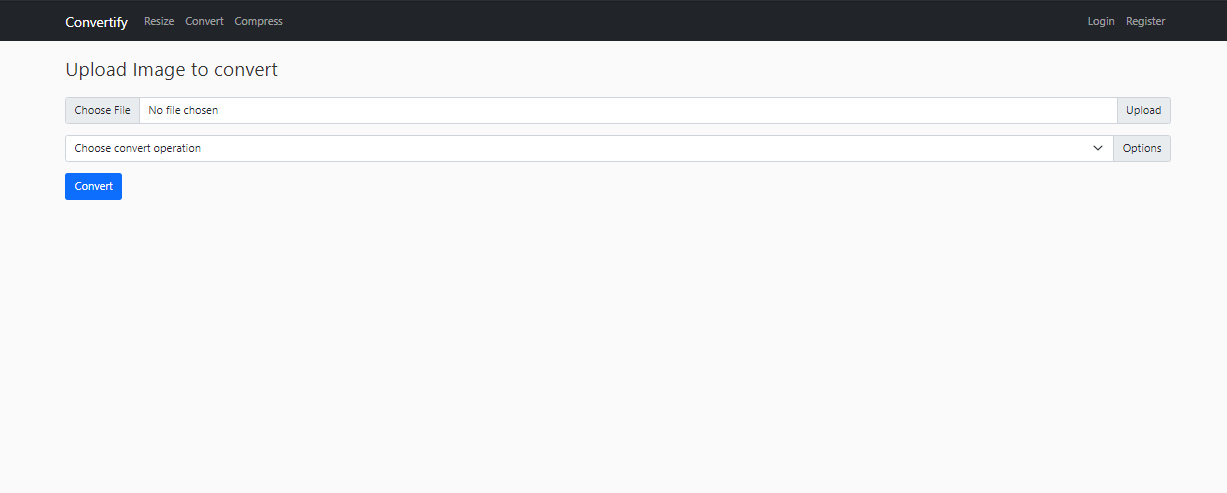 Convertify Resize Convert Compress Login Register
Upload Image to convert
Choose File No file chosen Upload
Choose convert operation Options
Convert